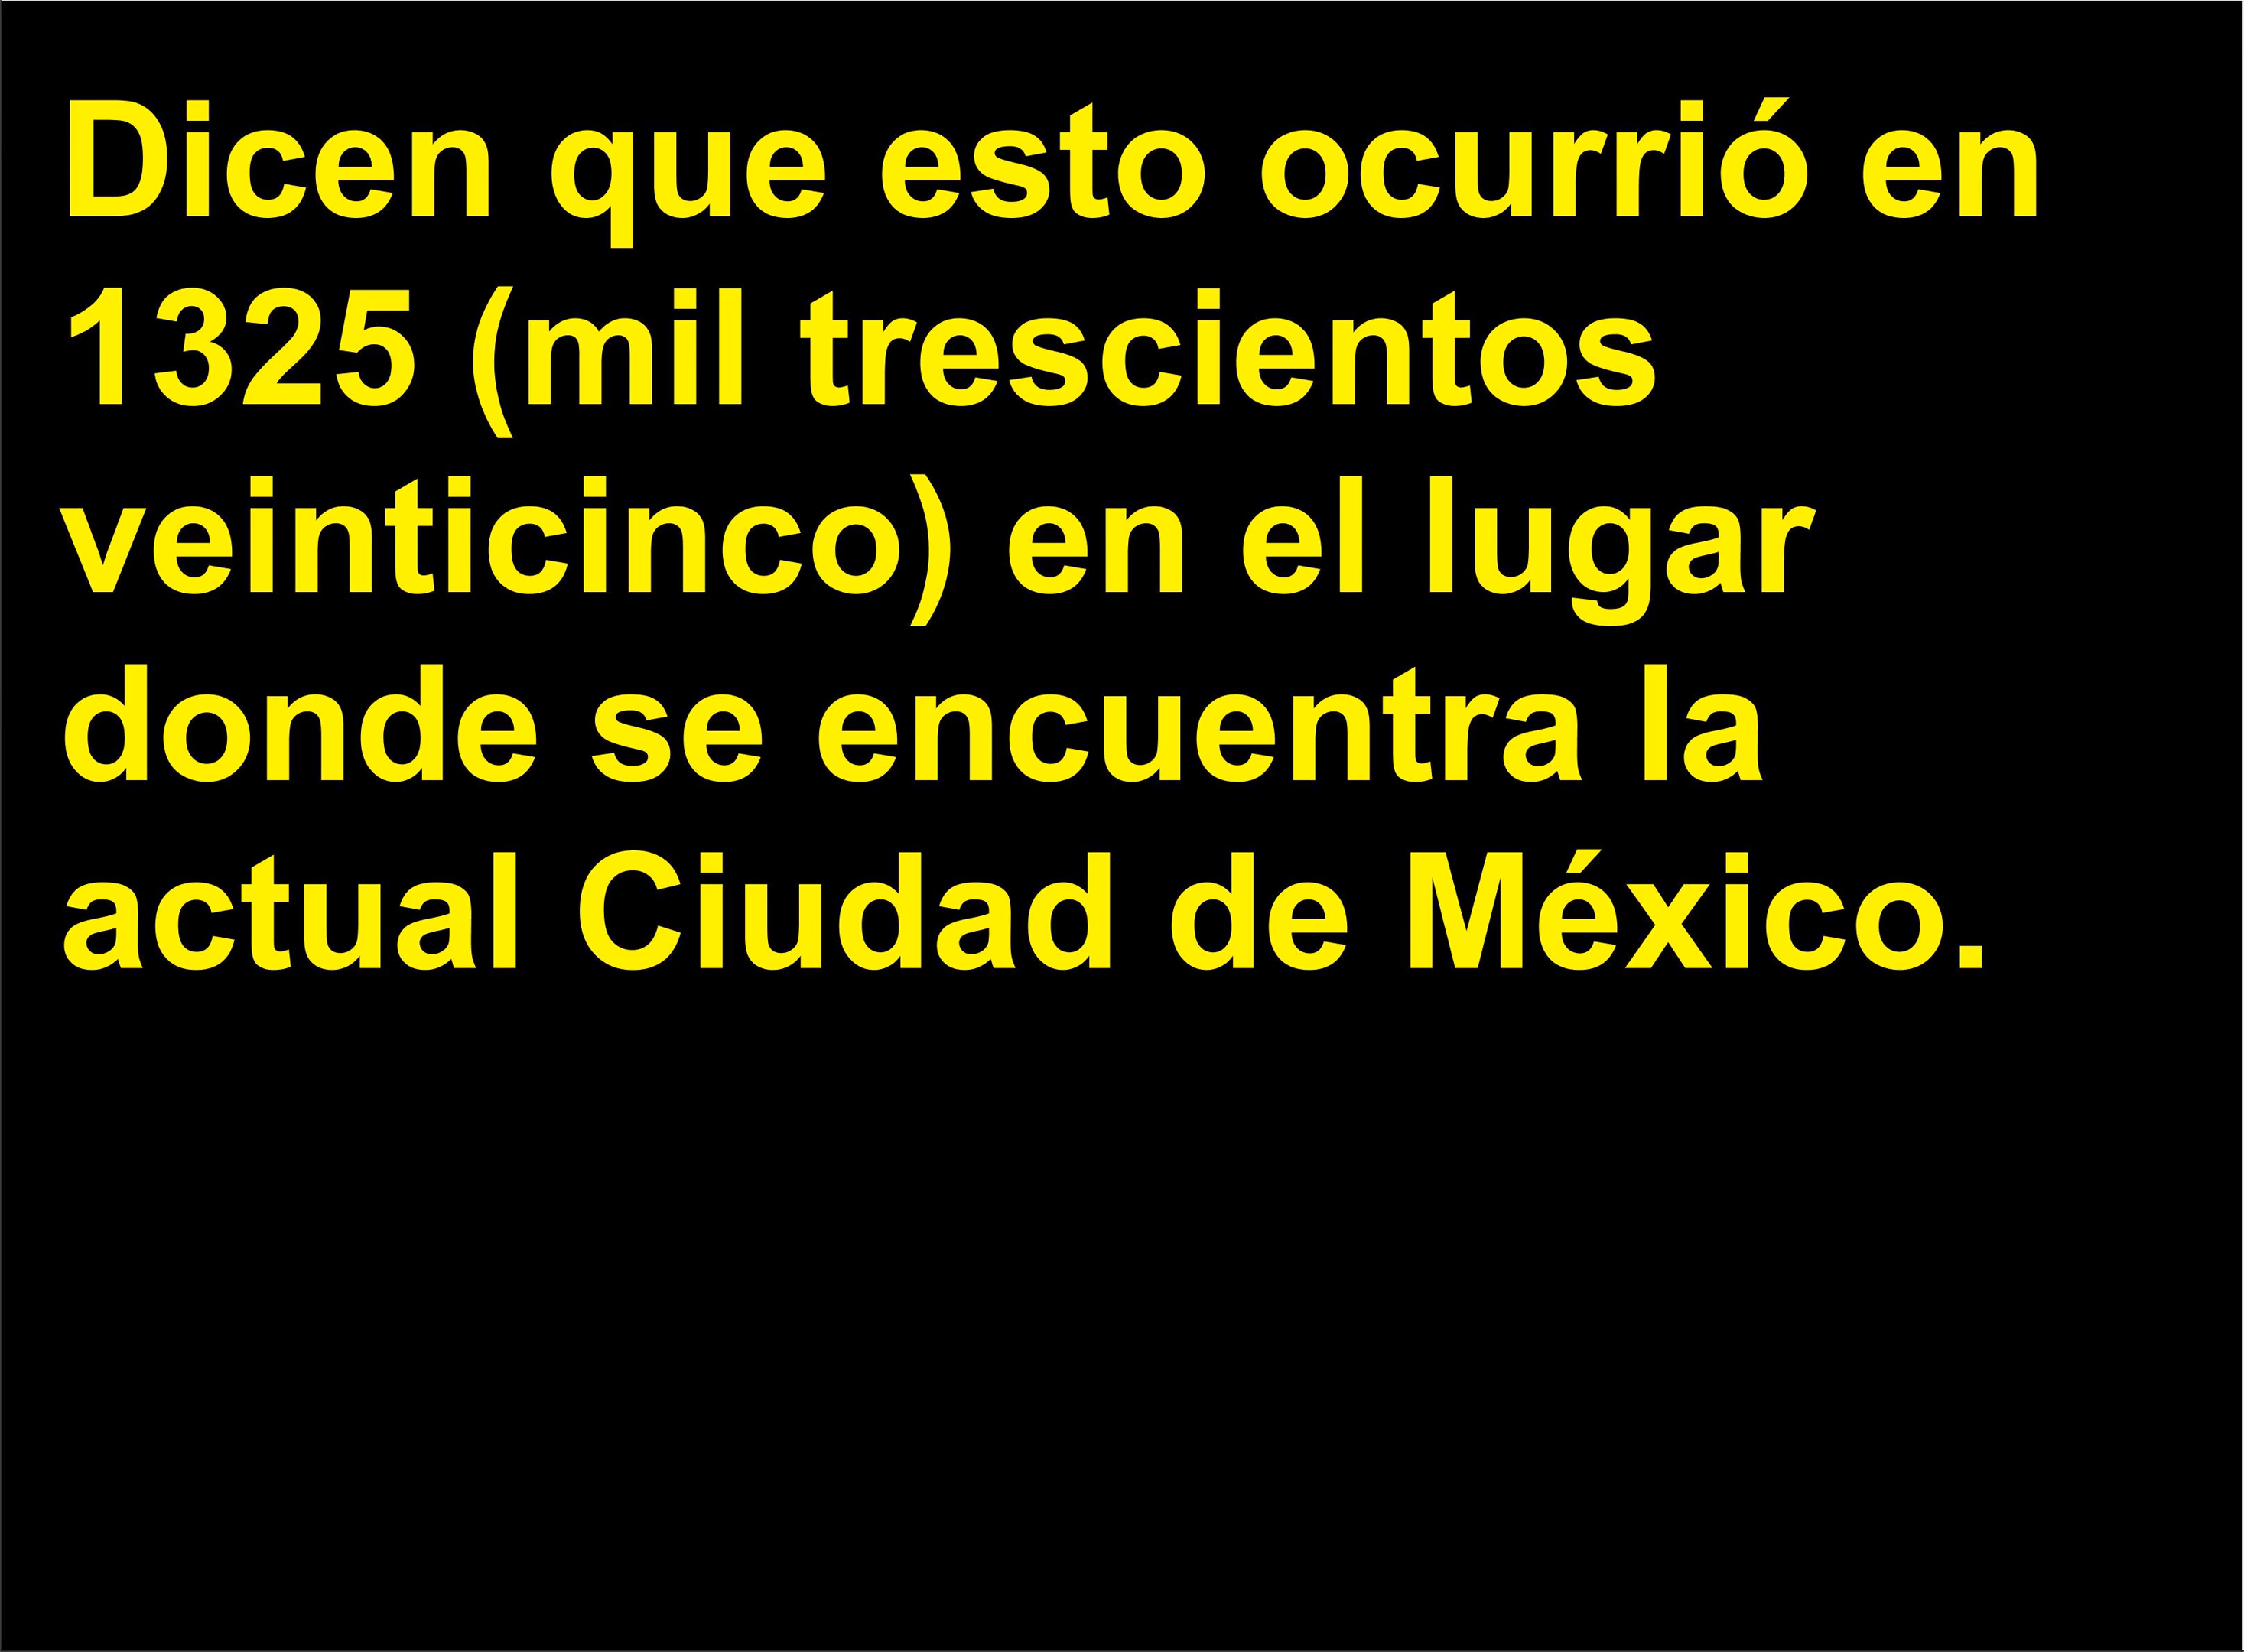 Dicen que esto ocurrió en
1325 (mil trescientos
veinticinco) en el lugar
donde se encuentra la
actual Ciudad de México.